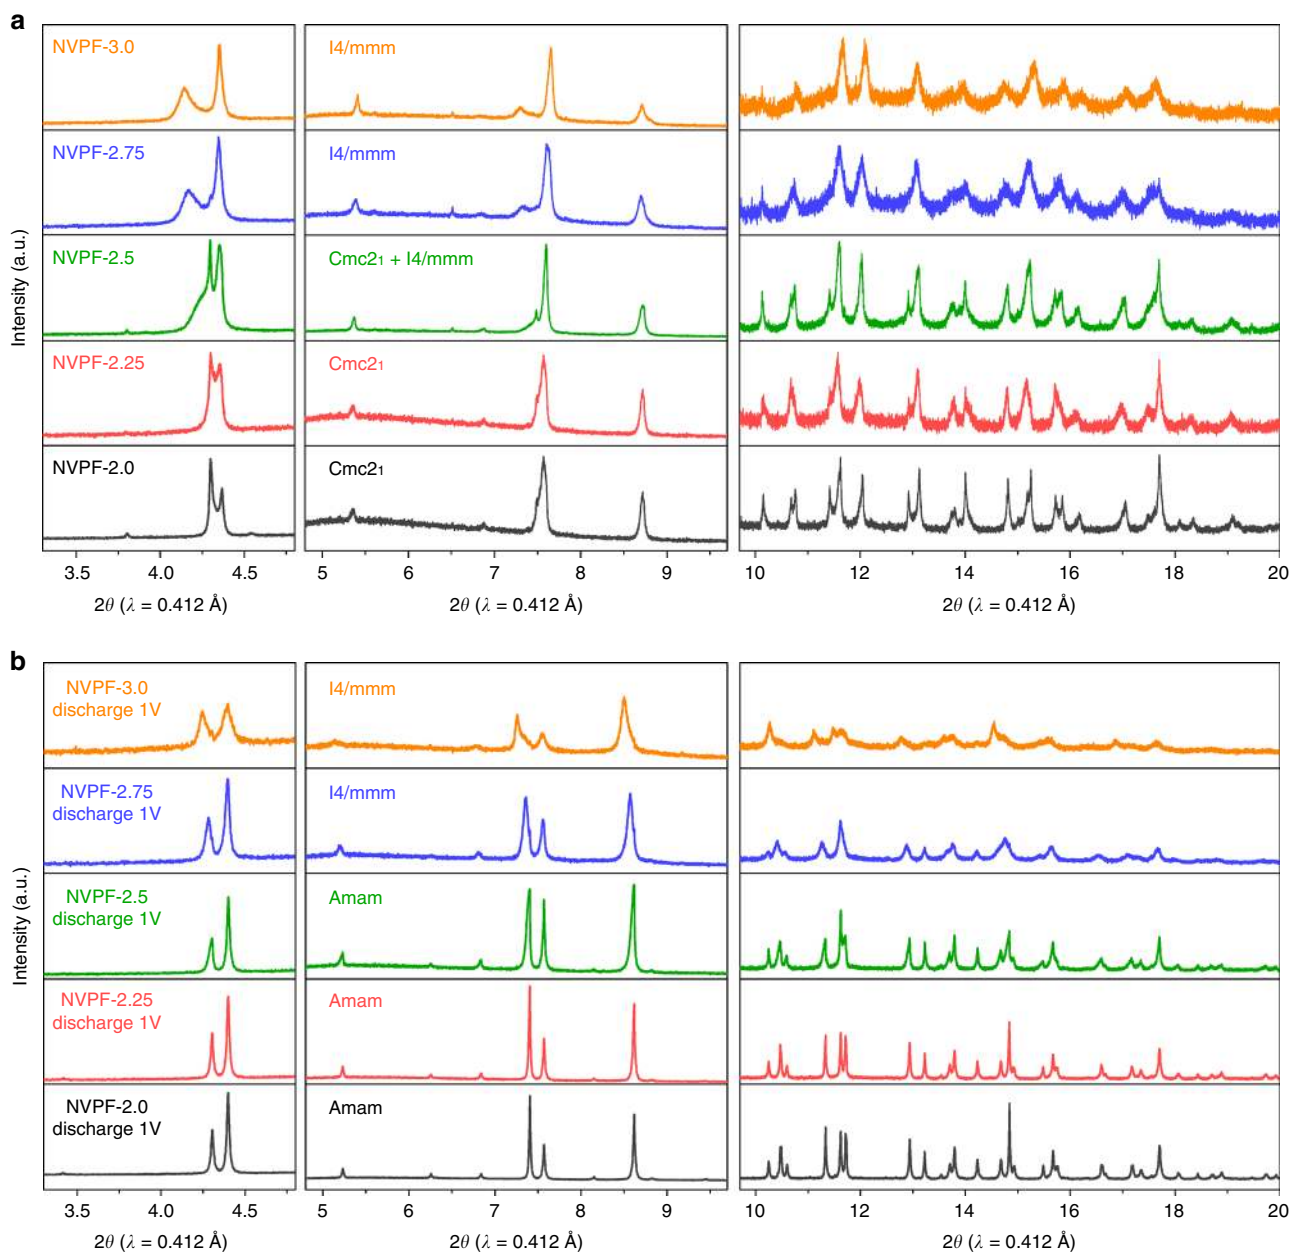 a
NVPF-3.0
I4/mmm
NVPF-2.75
I4/mmm
NVPF-2.5
Cmc2₁ + I4/mmm
NVPF-2.25
Cmc2₁
NVPF-2.0
Cmc2₁
Intensity (a.u.)
3.5 4.0 4.5
5 6 7 8 9
10 12 14 16 18 20
2θ (λ = 0.412 Å)
2θ (λ = 0.412 Å)
2θ (λ = 0.412 Å)
b
NVPF-3.0
discharge 1V
I4/mmm
NVPF-2.75
discharge 1V
I4/mmm
NVPF-2.5
discharge 1V
Amam
NVPF-2.25
discharge 1V
Amam
NVPF-2.0
discharge 1V
Amam
Intensity (a.u.)
3.5 4.0 4.5
5 6 7 8 9
10 12 14 16 18 20
2θ (λ = 0.412 Å)
2θ (λ = 0.412 Å)
2θ (λ = 0.412 Å)